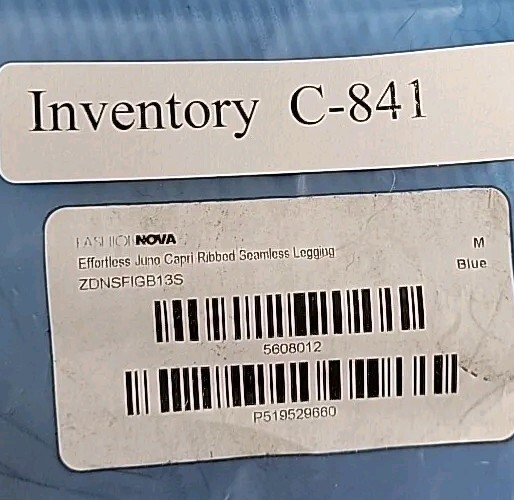 Inventory C-841
FASHIONNOVA
Effortless Juno Capri Ribbed Seamless Legging
M
ZDNSFIGB13S
Blue
5608012
P519529660